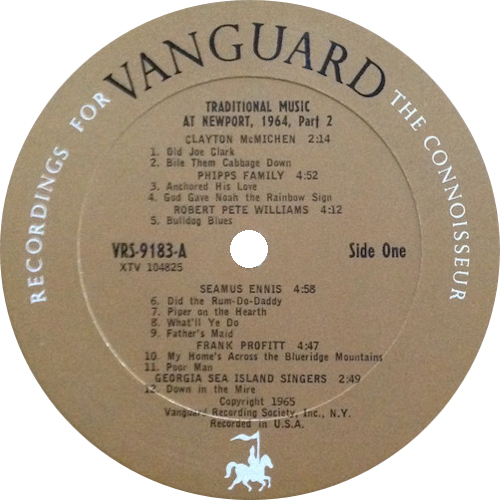 RECORDINGS FOR VANGUARD THE CONNOISSEUR
TRADITIONAL MUSIC
AT NEWPORT, 1964, Part 2
CLAYTON McMICHEN 2:14
1. Old Joe Clark
2. Bile Them Cabbage Down
PHIPPS FAMILY 4:52
3. Anchored His Love
4. God Gave Noah the Rainbow Sign
ROBERT PETE WILLIAMS 4:12
5. Bulldog Blues
VRS-9183-A Side One
XTV 104825
SEAMUS ENNIS 4:58
6. Did the Rum-Do-Daddy
7. Piper on the Hearth
8. What'll Ye Do
9. Father's Maid
FRANK PROFITT 4:47
10. My Home's Across the Blueridge Mountains
11. Poor Man
GEORGIA SEA ISLAND SINGERS 2:49
12. Down in the Mire
Copyright 1965
Vanguard Recording Society, Inc., N.Y.
Recorded in U.S.A.